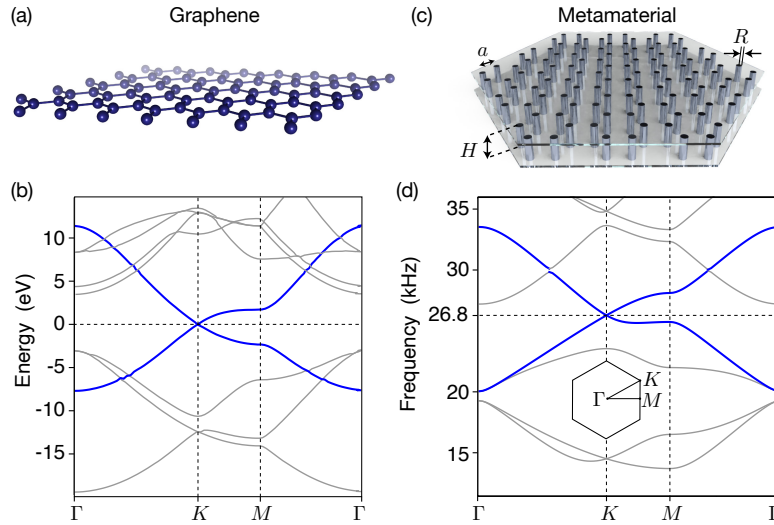 (a)
Graphene
(c)
Metamaterial
a
R
H
(b)
Energy (eV)
10
5
0
-5
-10
-15
Γ
K
M
Γ
(d)
Frequency (kHz)
35
30
26.8
20
15
Γ
K
M
Γ
K
M
Γ